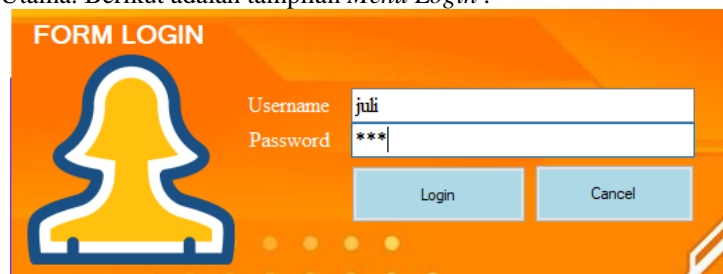 Utama. Berikut adalah tampilan Menu Login :
FORM LOGIN
Username juli
Password ***
Login Cancel